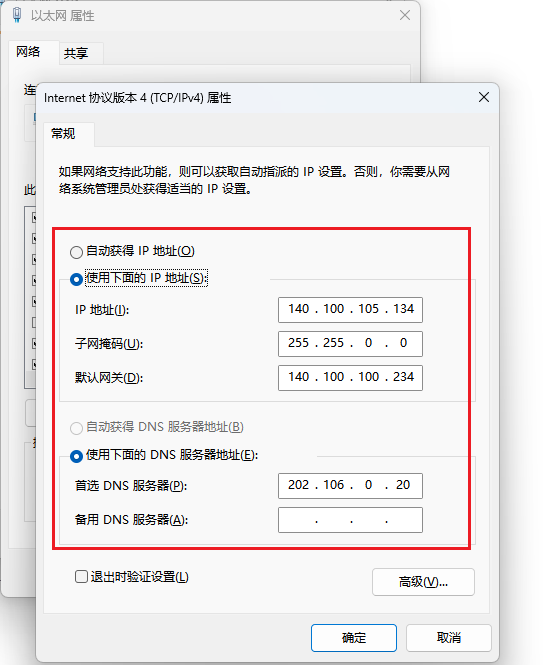 以太网 属性
网络
共享
Internet 协议版本 4 (TCP/IPv4) 属性
常规
如果网络支持此功能，则可以获取自动指派的 IP 设置。否则，你需要从网
络系统管理员处获得适当的 IP 设置。
自动获得 IP 地址(O)
使用下面的 IP 地址(S):
IP 地址(I): 140 . 100 . 105 . 134
子网掩码(U): 255 . 255 . 0 . 0
默认网关(D): 140 . 100 . 100 . 234
自动获得 DNS 服务器地址(B)
使用下面的 DNS 服务器地址(E):
首选 DNS 服务器(P): 202 . 106 . 0 . 20
备用 DNS 服务器(A): . . .
退出时验证设置(L)
高级(V)...
确定
取消